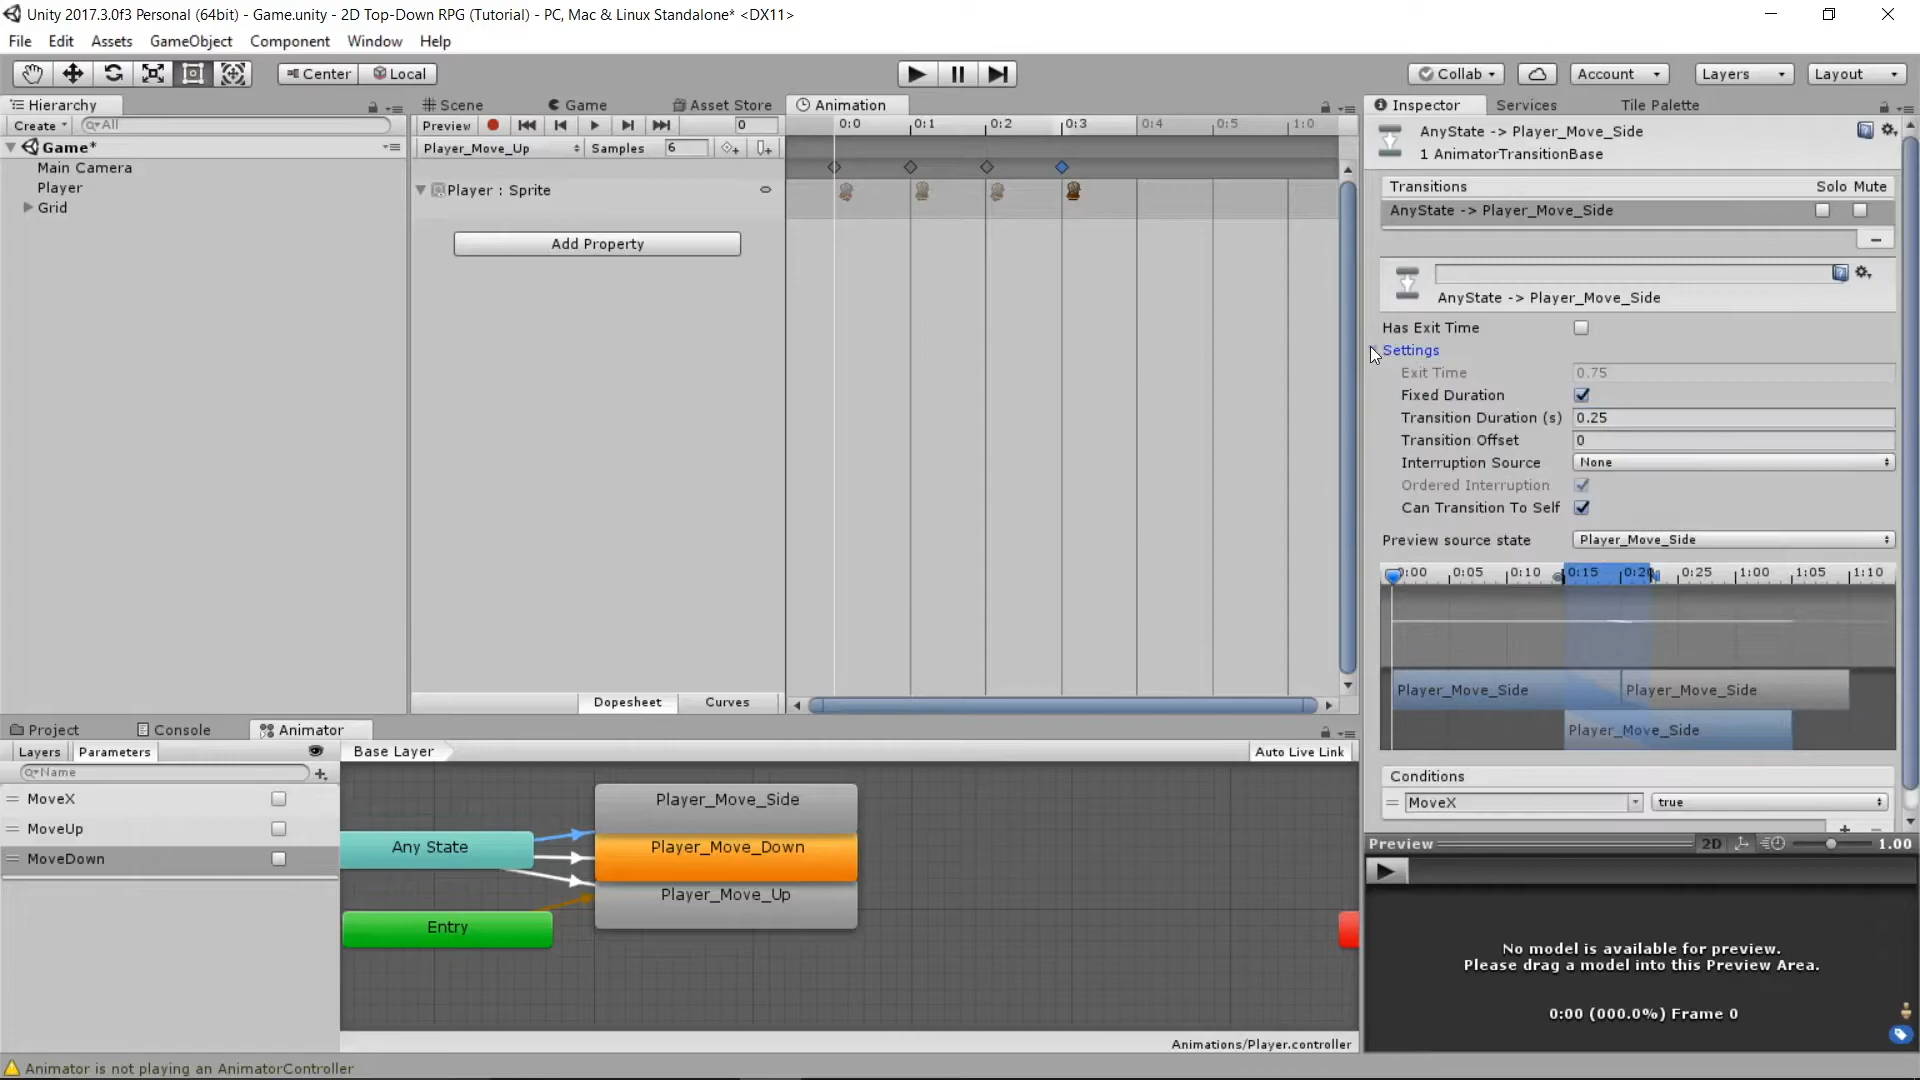 Unity 2017.3.0f3 Personal (64bit) - Game.unity - 2D Top-Down RPG (Tutorial) - PC, Mac & Linux Standalone* <DX11>
File Edit Assets GameObject Component Window Help
Center Local
Collab Account Layers Layout
Hierarchy
Create All
Game*
Main Camera
Player
Grid
Scene Game Asset Store Animation
Preview 0
Player_Move_Up Samples 6
0:0 0:1 0:2 0:3 0:4 0:5 1:0
Player : Sprite
Add Property
Dopesheet Curves
Inspector Services Tile Palette
AnyState -> Player_Move_Side
1 AnimatorTransitionBase
Transitions Solo Mute
AnyState -> Player_Move_Side
AnyState -> Player_Move_Side
Has Exit Time
Settings
Exit Time 0.75
Fixed Duration
Transition Duration (s) 0.25
Transition Offset 0
Interruption Source None
Ordered Interruption
Can Transition To Self
Preview source state Player_Move_Side
0:05 0:10 0:15 0:25 1:00 1:05 1:10
Player_Move_Side Player_Move_Side
Player_Move_Side
Conditions
MoveX true
Preview 2D 1.00
No model is available for preview.
Please drag a model into this Preview Area.
0:00 (000.0%) Frame 0
Project Console Animator
Layers Parameters
Name
MoveX
MoveUp
MoveDown
Base Layer Auto Live Link
Player_Move_Side
Any State
Player_Move_Down
Player_Move_Up
Entry
Animations/Player.controller
Animator is not playing an AnimatorController